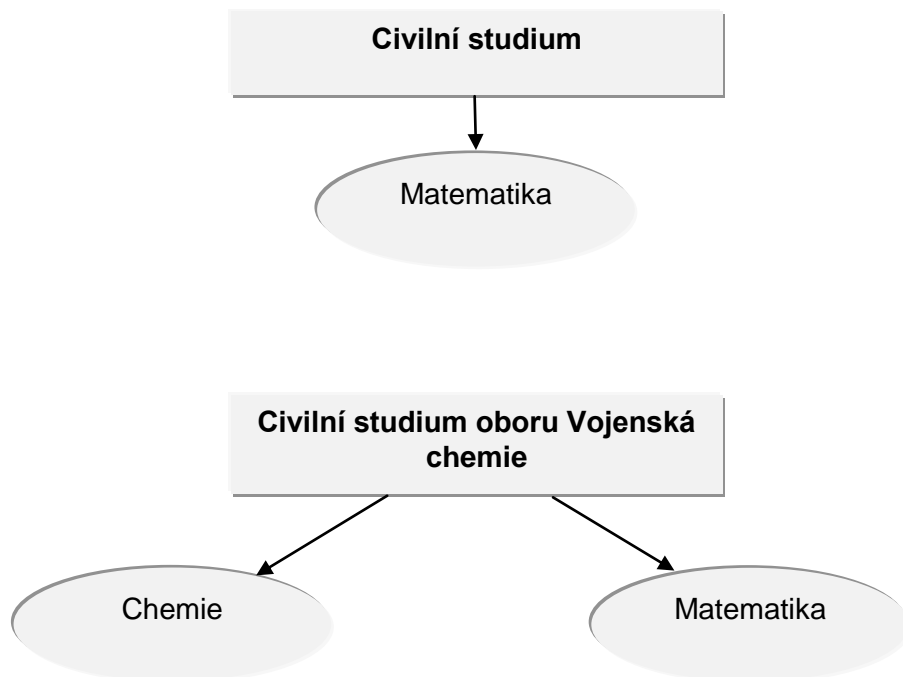 Civilní studium
Matematika
Civilní studium oboru Vojenská
chemie
Chemie
Matematika